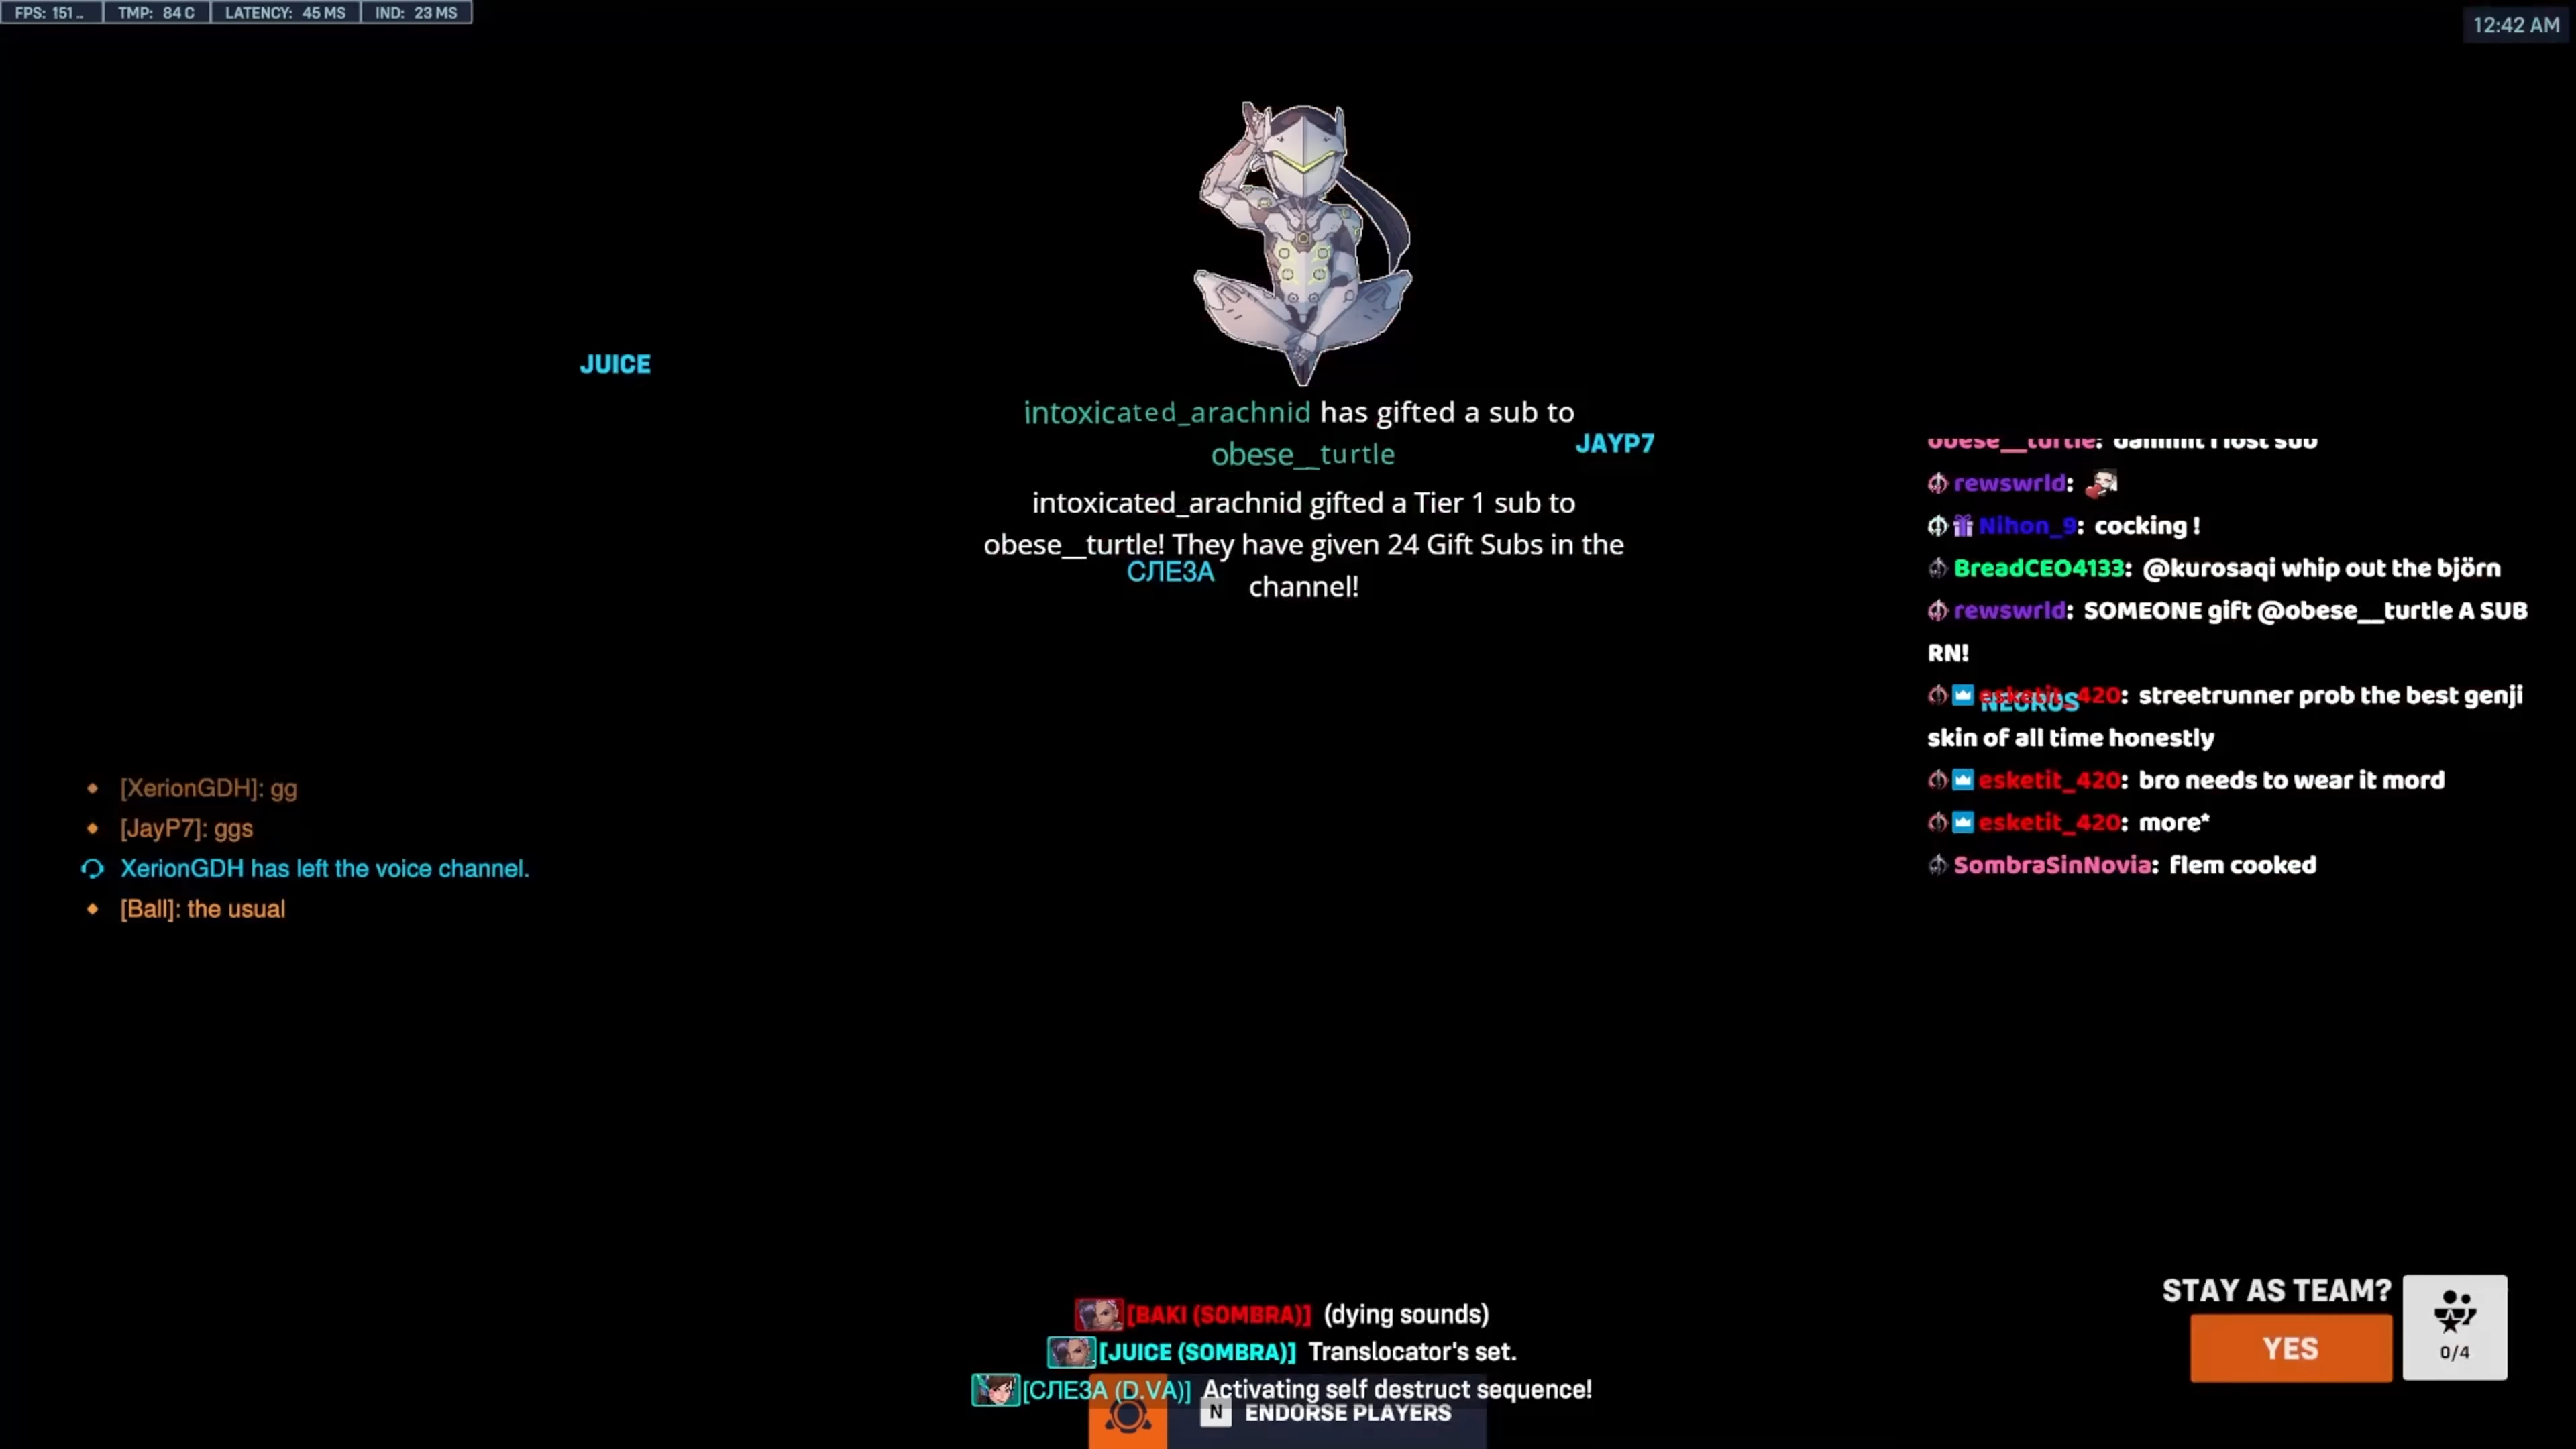 FPS: 151 ..
TMP: 84 C
LATENCY: 45 MS
IND: 23 MS
12:42 AM
JUICE
intoxicated_arachnid has gifted a sub to
obese__turtle
JAYP7
intoxicated_arachnid gifted a Tier 1 sub to
obese__turtle! They have given 24 Gift Subs in the
channel!
СЛЕЗА
obese__turtle: dammit i lost sub
rewswrld:
Nihon_9: cocking !
BreadCEO4133: @kurosaqi whip out the björn
rewswrld: SOMEONE gift @obese__turtle A SUB
RN!
esketit_420: streetrunner prob the best genji
skin of all time honestly
NECROS
esketit_420: bro needs to wear it mord
esketit_420: more*
SombraSinNovia: flem cooked
[XerionGDH]: gg
[JayP7]: ggs
XerionGDH has left the voice channel.
[Ball]: the usual
[BAKI (SOMBRA)] (dying sounds)
[JUICE (SOMBRA)] Translocator's set.
[СЛЕЗА (D.VA)] Activating self destruct sequence!
N ENDORSE PLAYERS
STAY AS TEAM?
YES
0/4